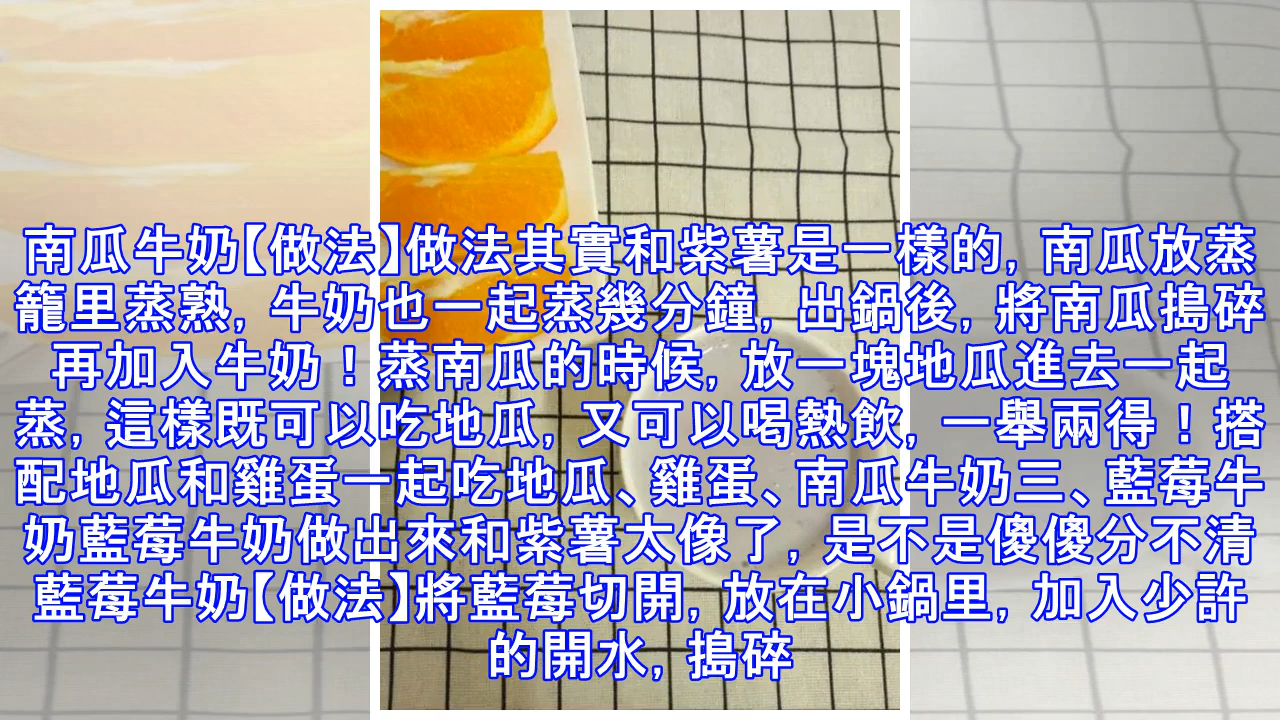 南瓜牛奶【做法】做法其實和紫薯是一樣的, 南瓜放蒸
籠里蒸熟, 牛奶也一起蒸幾分鐘, 出鍋後, 將南瓜搗碎
再加入牛奶！蒸南瓜的時候, 放一塊地瓜進去一起
蒸, 這樣既可以吃地瓜, 又可以喝熱飲, 一舉兩得！搭
配地瓜和雞蛋一起吃地瓜、雞蛋、南瓜牛奶三、藍莓牛
奶藍莓牛奶做出來和紫薯太像了, 是不是傻傻分不清
藍莓牛奶【做法】將藍莓切開, 放在小鍋里, 加入少許
的開水, 搗碎